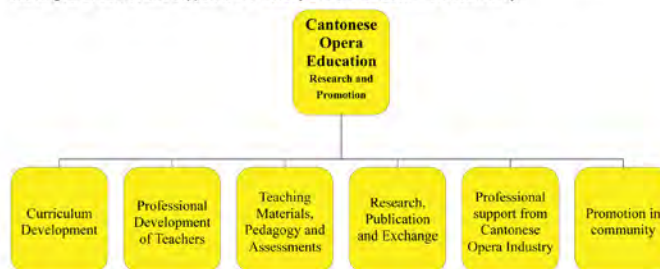 Cantonese
Opera
Education
Research and
Promotion
Curriculum
Development
Professional
Development
of Teachers
Teaching
Materials,
Pedagogy and
Assessments
Research,
Publication
and Exchange
Professional
support from
Cantonese
Opera Industry
Promotion in
community